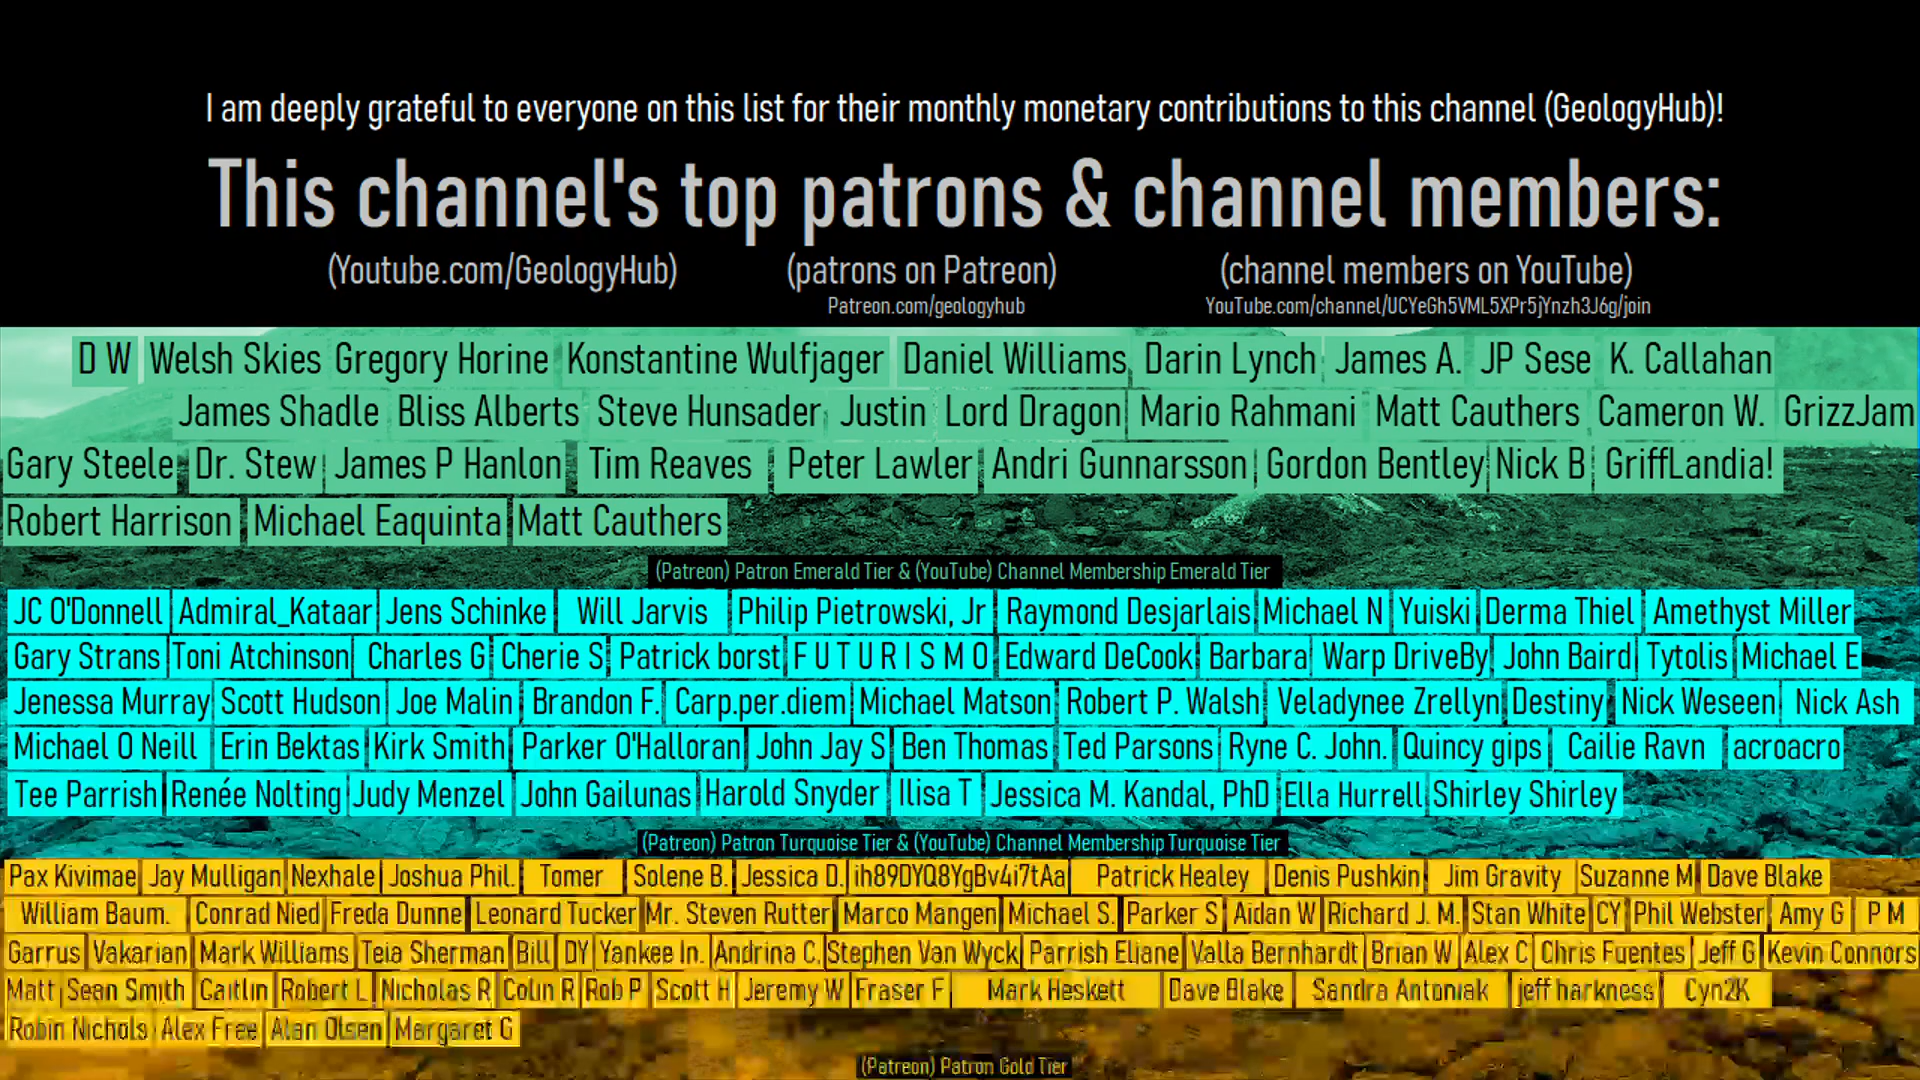 I am deeply grateful to everyone on this list for their monthly monetary contributions to this channel (GeologyHub)!
This channel's top patrons & channel members:
(Youtube.com/GeologyHub) (patrons on Patreon) (channel members on YouTube)
Patreon.com/geologyhub YouTube.com/channel/UCYeGh5VML5XPr5jYnzh3J6g/join
D W Welsh Skies Gregory Horine Konstantine Wulfjager Daniel Williams Darin Lynch James A. JP Sese K. Callahan
James Shadle Bliss Alberts Steve Hunsader Justin Lord Dragon Mario Rahmani Matt Cauthers Cameron W. GrizzJam
Gary Steele Dr. Stew James P Hanlon Tim Reaves Peter Lawler Andri Gunnarsson Gordon Bentley Nick B GriffLandia!
Robert Harrison Michael Eaquinta Matt Cauthers
(Patreon) Patron Emerald Tier & (YouTube) Channel Membership Emerald Tier
JC O'Donnell Admiral_Kataar Jens Schinke Will Jarvis Philip Pietrowski, Jr Raymond Desjarlais Michael N Yuiski Derma Thiel Amethyst Miller
Gary Strans Toni Atchinson Charles G Cherie S Patrick borst F U T U R I S M O Edward DeCook Barbara Warp DriveBy John Baird Tytolis Michael E
Jenessa Murray Scott Hudson Joe Malin Brandon F. Carp.per.diem Michael Matson Robert P. Walsh Veladynee Zrellyn Destiny Nick Weseen Nick Ash
Michael O Neill Erin Bektas Kirk Smith Parker O'Halloran John Jay S Ben Thomas Ted Parsons Ryne C. John. Quincy gips Cailie Ravn acroacro
Tee Parrish Renée Nolting Judy Menzel John Gailunas Harold Snyder Ilisa T Jessica M. Kandal, PhD Ella Hurrell Shirley Shirley
(Patreon) Patron Turquoise Tier & (YouTube) Channel Membership Turquoise Tier
Pax Kivimae Jay Mulligan Nexhale Joshua Phil. Tomer Solene B. Jessica D. ih89DYQ8YgBv4i7tAa Patrick Healey Denis Pushkin Jim Gravity Suzanne M Dave Blake
William Baum. Conrad Nied Freda Dunne Leonard Tucker Mr. Steven Rutter Marco Mangen Michael S. Parker S Aidan W Richard J. M. Stan White CY Phil Webster Amy G P M
Garrus Vakarian Mark Williams Teia Sherman Bill DY Yankee In. Andrina C. Stephen Van Wyck Parrish Eliane Valla Bernhardt Brian W Alex C Chris Fuentes Jeff G Kevin Connors
Matt Sean Smith Caitlin Robert L Nicholas R Colin R Rob P Scott H Jeremy W Fraser F Mark Heskett Dave Blake Sandra Antoniak jeff harkness Cyn2K
Robin Nichols Alex Free Alan Olsen Margaret G
(Patreon) Patron Gold Tier